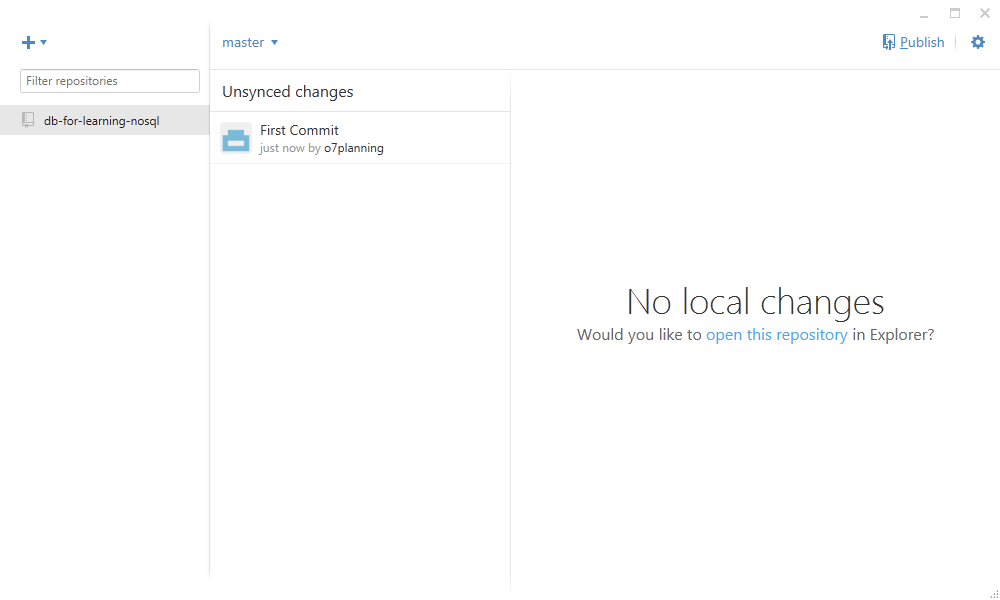 master
Publish
Filter repositories
db-for-learning-nosql
Unsynced changes
First Commit
just now by o7planning
No local changes
Would you like to open this repository in Explorer?